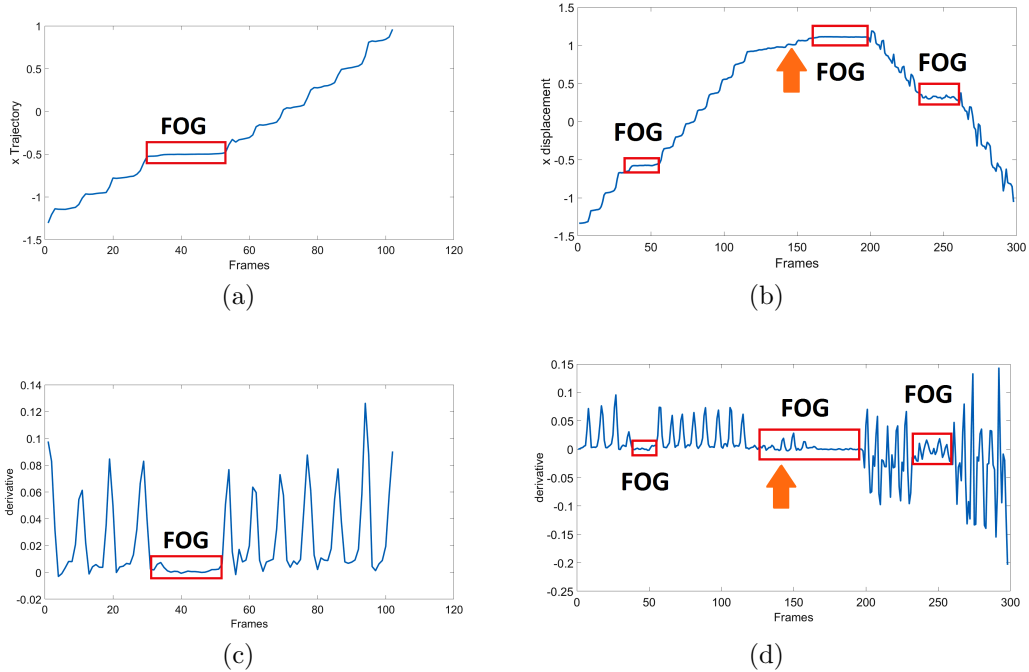 1
0.5
0
-0.5
-1
-1.5
0 20 40 60 80 100 120
x Trajectory
Frames
FOG
(a)
1.5
1
0.5
0
-0.5
-1
-1.5
0 50 100 150 200 250 300
x displacement
Frames
FOG
FOG
FOG
(b)
0.14
0.12
0.1
0.08
0.06
0.04
0.02
0
-0.02
0 20 40 60 80 100 120
derivative
Frames
FOG
(c)
0.15
0.1
0.05
0
-0.05
-0.1
-0.15
-0.2
-0.25
0 50 100 150 200 250 300
derivative
Frames
FOG
FOG
FOG
(d)